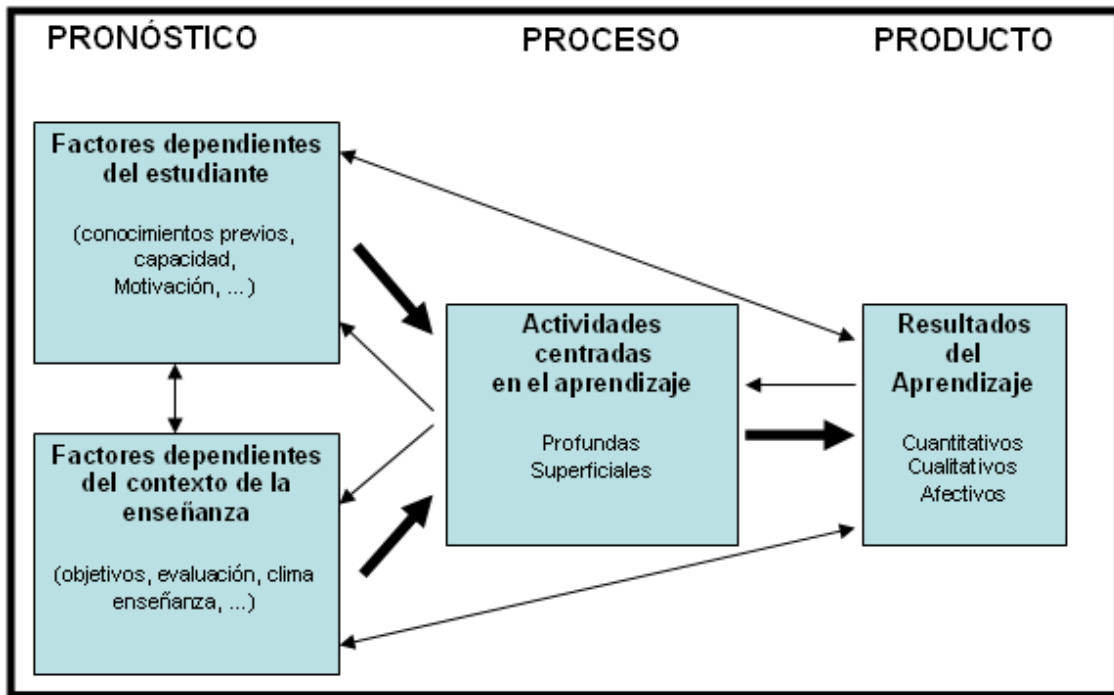 PRONÓSTICO
PROCESO
PRODUCTO
Factores dependientes
del estudiante
(conocimientos previos,
capacidad,
Motivación, ...)
Factores dependientes
del contexto de la
enseñanza
(objetivos, evaluación, clima
enseñanza, ...)
Actividades
centradas
en el aprendizaje
Profundas
Superficiales
Resultados
del
Aprendizaje
Cuantitativos
Cualitativos
Afectivos